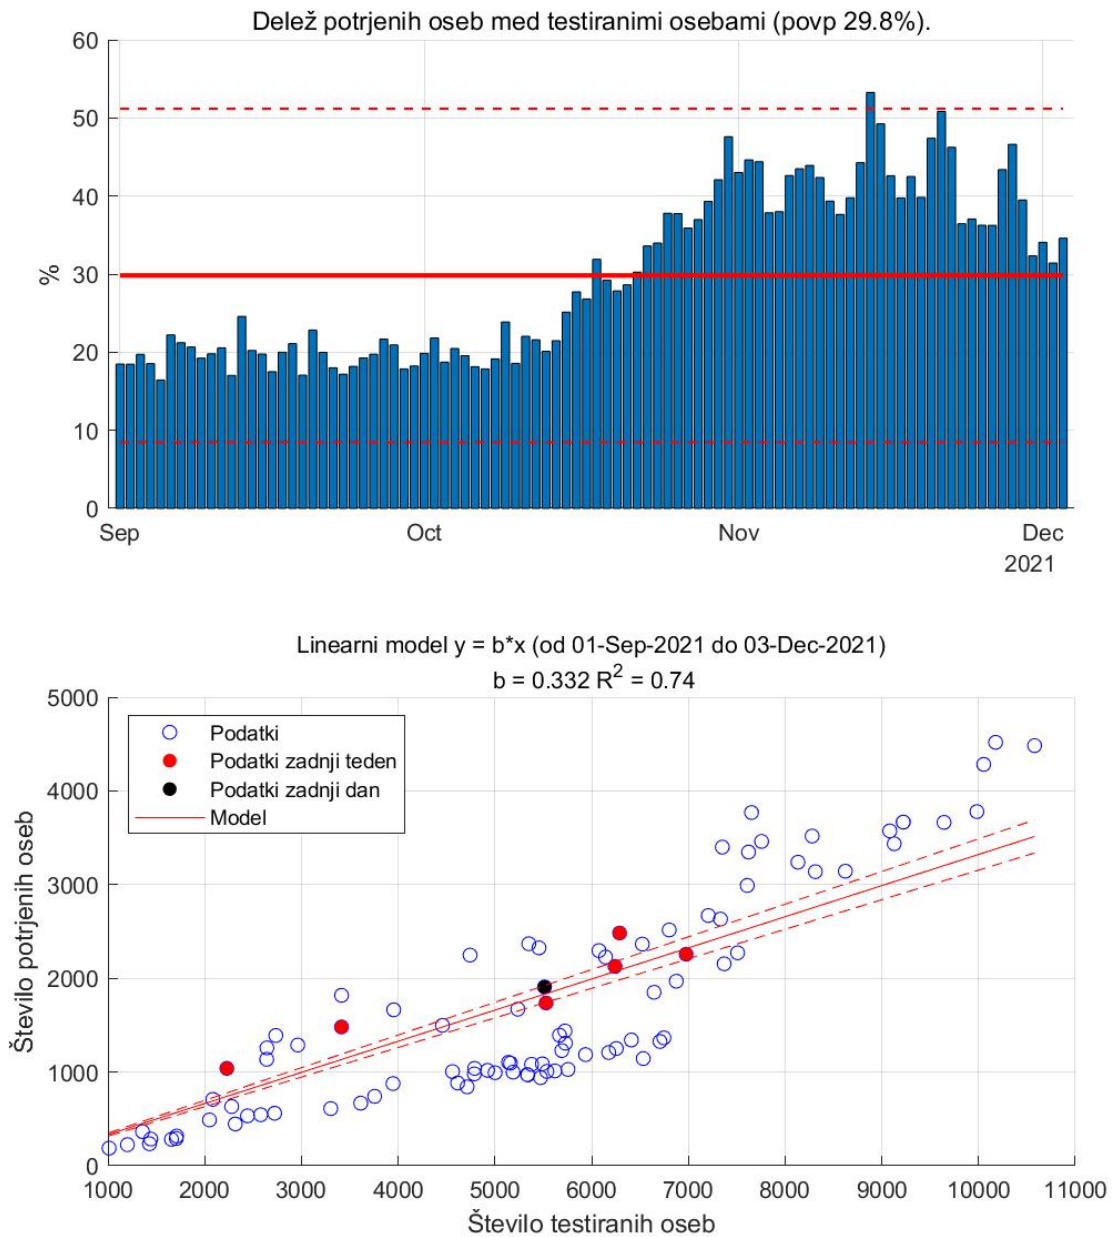 Delež potrjenih oseb med testiranimi osebami (povp 29.8%).
60
50
40
30
20
10
0
%
Sep Oct Nov Dec
2021
Linearni model y = b*x (od 01-Sep-2021 do 03-Dec-2021)
b = 0.332 R² = 0.74
5000
4000
3000
2000
1000
0
Število potrjenih oseb
Podatki
Podatki zadnji teden
Podatki zadnji dan
Model
1000 2000 3000 4000 5000 6000 7000 8000 9000 10000 11000
Število testiranih oseb